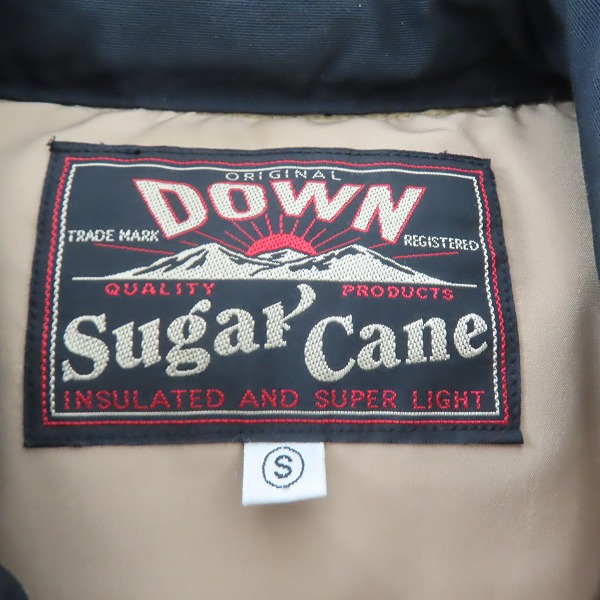 ORIGINAL
DOWN
TRADE MARK REGISTERED
QUALITY PRODUCTS
Sugar Cane
INSULATED AND SUPER LIGHT
S